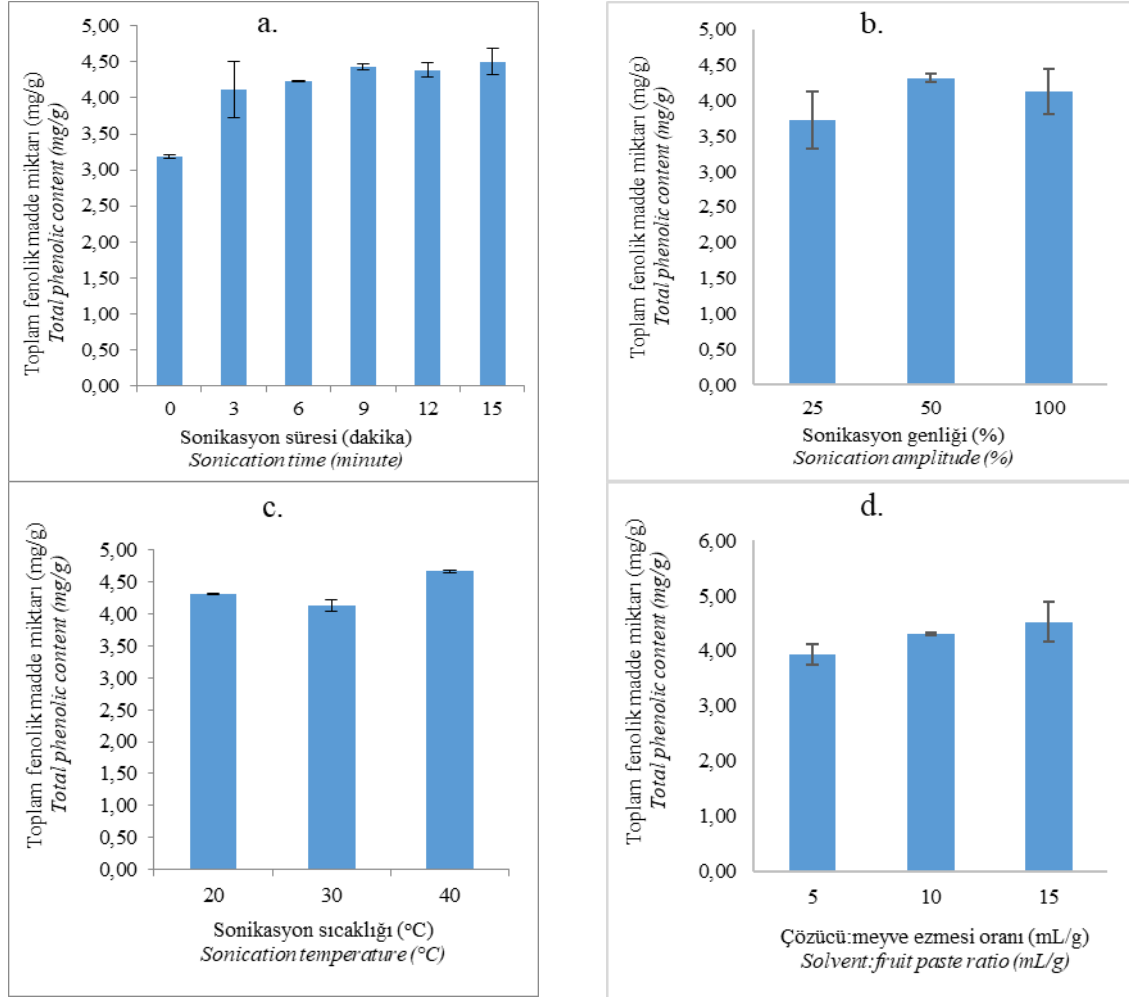 a.
Toplam fenolik madde miktarı (mg/g)
Total phenolic content (mg/g)
5,00
4,50
4,00
3,50
3,00
2,50
2,00
1,50
1,00
0,50
0,00
0 3 6 9 12 15
Sonikasyon süresi (dakika)
Sonication time (minute)
b.
Toplam fenolik madde miktarı (mg/g)
Total phenolic content (mg/g)
5,00
4,50
4,00
3,50
3,00
2,50
2,00
1,50
1,00
0,50
0,00
25 50 100
Sonikasyon genliği (%)
Sonication amplitude (%)
c.
Toplam fenolik madde miktarı (mg/g)
Total phenolic content (mg/g)
5,00
4,50
4,00
3,50
3,00
2,50
2,00
1,50
1,00
0,50
0,00
20 30 40
Sonikasyon sıcaklığı (°C)
Sonication temperature (°C)
d.
Toplam fenolik madde miktarı (mg/g)
Total phenolic content (mg/g)
6,00
5,00
4,00
3,00
2,00
1,00
0,00
5 10 15
Çözücü:meyve ezmesi oranı (mL/g)
Solvent:fruit paste ratio (mL/g)